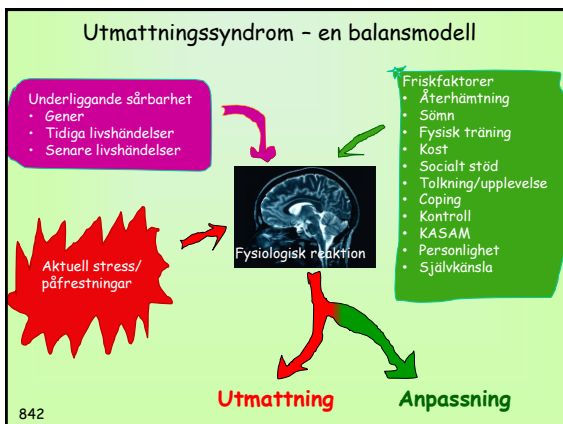 Utmattningssyndrom – en balansmodell
Underliggande sårbarhet
• Gener
• Tidiga livshändelser
• Senare livshändelser
Friskfaktorer
• Återhämtning
• Sömn
• Fysisk träning
• Kost
• Socialt stöd
• Tolkning/upplevelse
• Coping
• Kontroll
• KASAM
• Personlighet
• Självkänsla
Fysiologisk reaktion
Aktuell stress/
påfrestningar
Utmattning
Anpassning
842